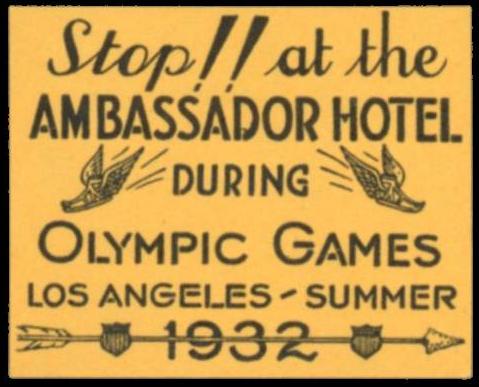 Stop!! at the
AMBASSADOR HOTEL
DURING
OLYMPIC GAMES
LOS ANGELES - SUMMER
1932